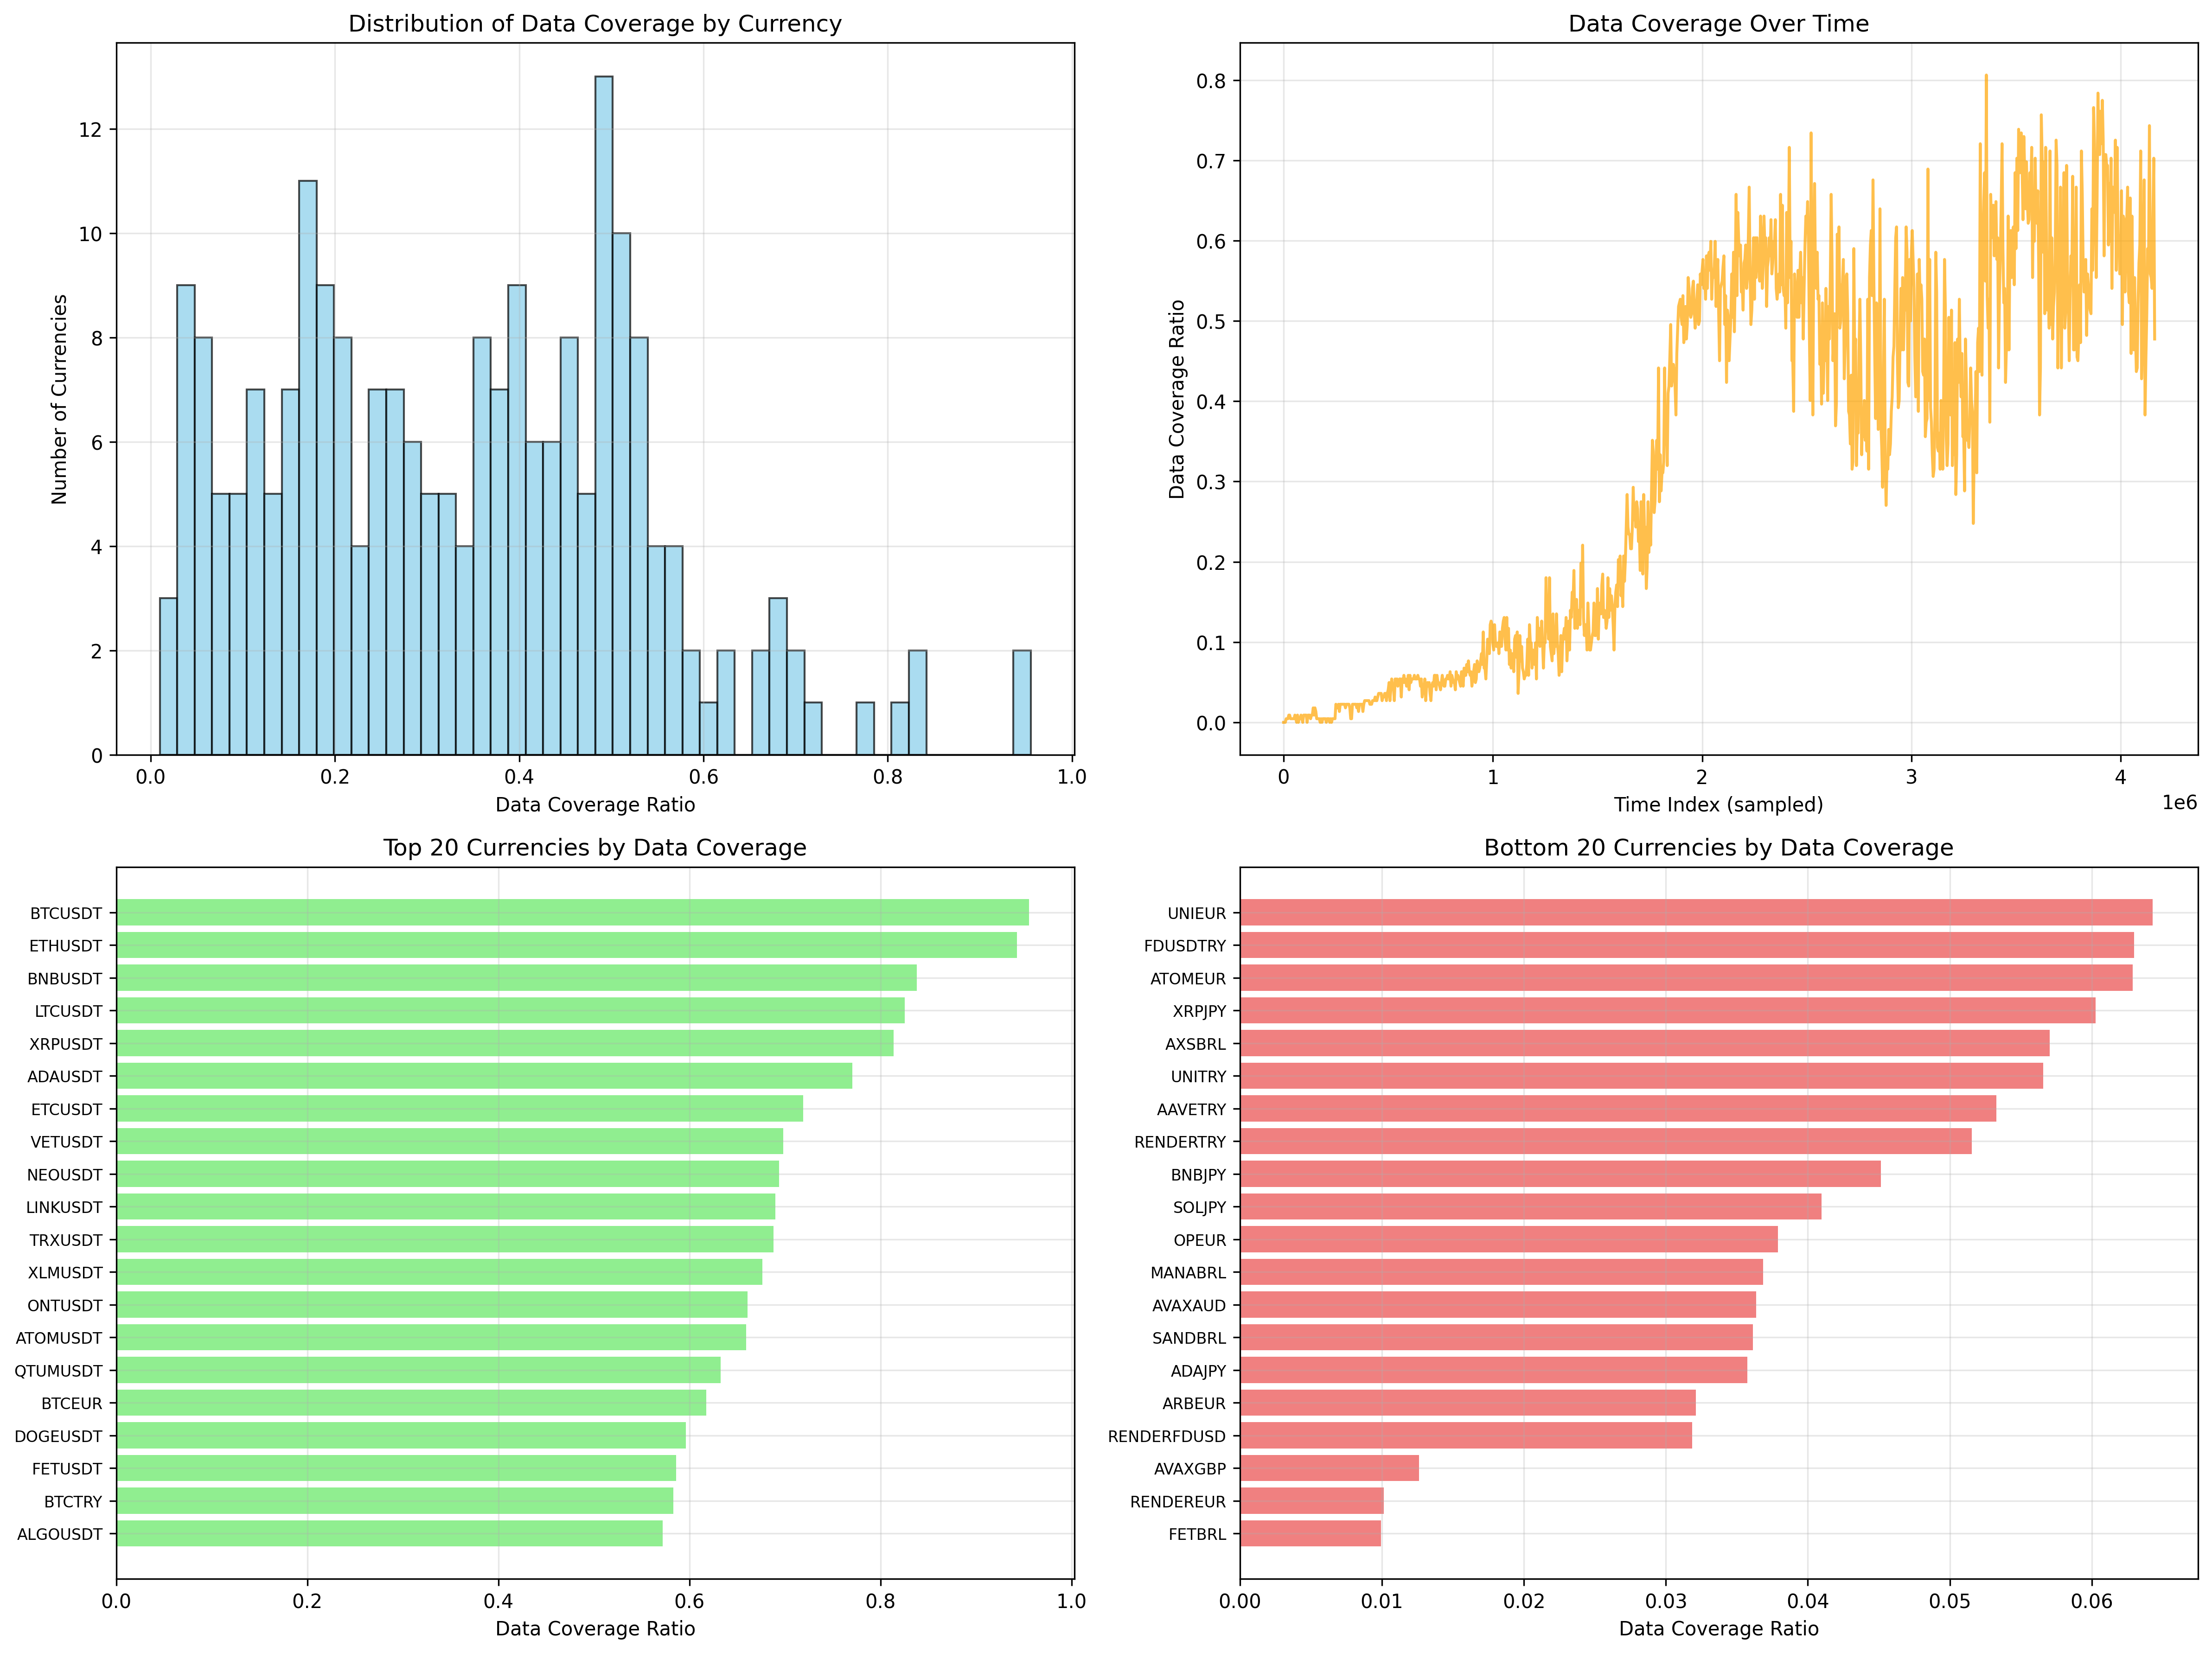 Distribution of Data Coverage by Currency
Number of Currencies
12
10
8
6
4
2
0
0.0 0.2 0.4 0.6 0.8 1.0
Data Coverage Ratio
Data Coverage Over Time
Data Coverage Ratio
0.8
0.7
0.6
0.5
0.4
0.3
0.2
0.1
0.0
0 1 2 3 4
1e6
Time Index (sampled)
Top 20 Currencies by Data Coverage
BTCUSDT
ETHUSDT
BNBUSDT
LTCUSDT
XRPUSDT
ADAUSDT
ETCUSDT
VETUSDT
NEOUSDT
LINKUSDT
TRXUSDT
XLMUSDT
ONTUSDT
ATOMUSDT
QTUMUSDT
BTCEUR
DOGEUSDT
FETUSDT
BTCTRY
ALGOUSDT
0.0 0.2 0.4 0.6 0.8 1.0
Data Coverage Ratio
Bottom 20 Currencies by Data Coverage
UNIEUR
FDUSDTRY
ATOMEUR
XRPJPY
AXSBRL
UNITRY
AAVETRY
RENDERTRY
BNBJPY
SOLJPY
OPEUR
MANABRL
AVAXAUD
SANDBRL
ADAJPY
ARBEUR
RENDERFDUSD
AVAXGBP
RENDEREUR
FETBRL
0.00 0.01 0.02 0.03 0.04 0.05 0.06
Data Coverage Ratio